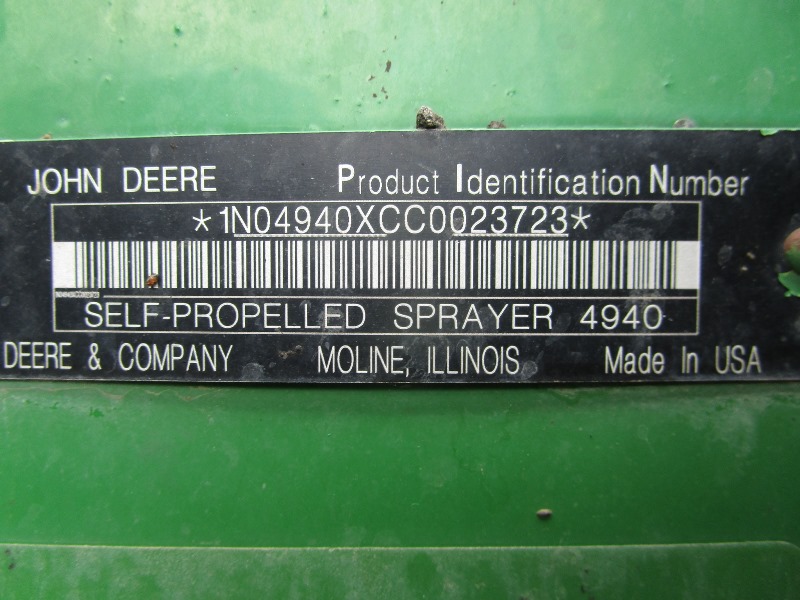 JOHN DEERE Product Identification Number
*1N04940XCC0023723*
SELF-PROPELLED SPRAYER 4940
DEERE & COMPANY MOLINE, ILLINOIS Made In USA